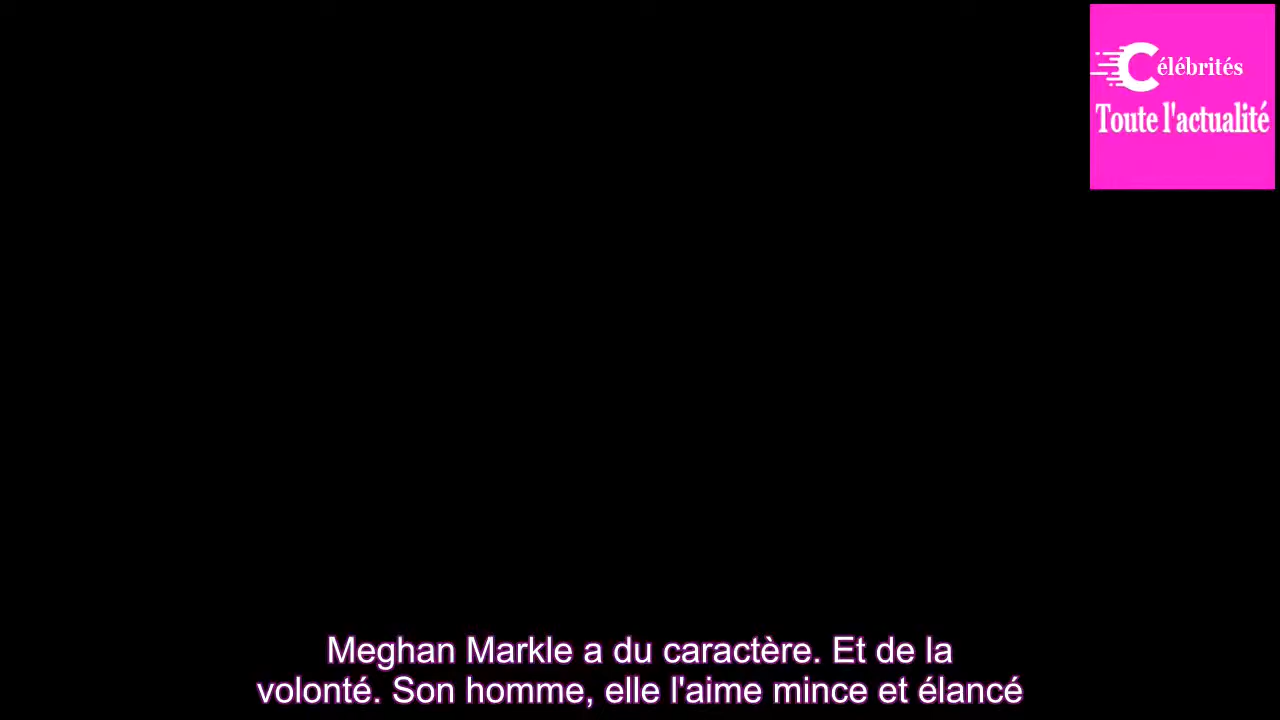 Célébrités
Toute l'actualité
Meghan Markle a du caractère. Et de la
volonté. Son homme, elle l'aime mince et élancé